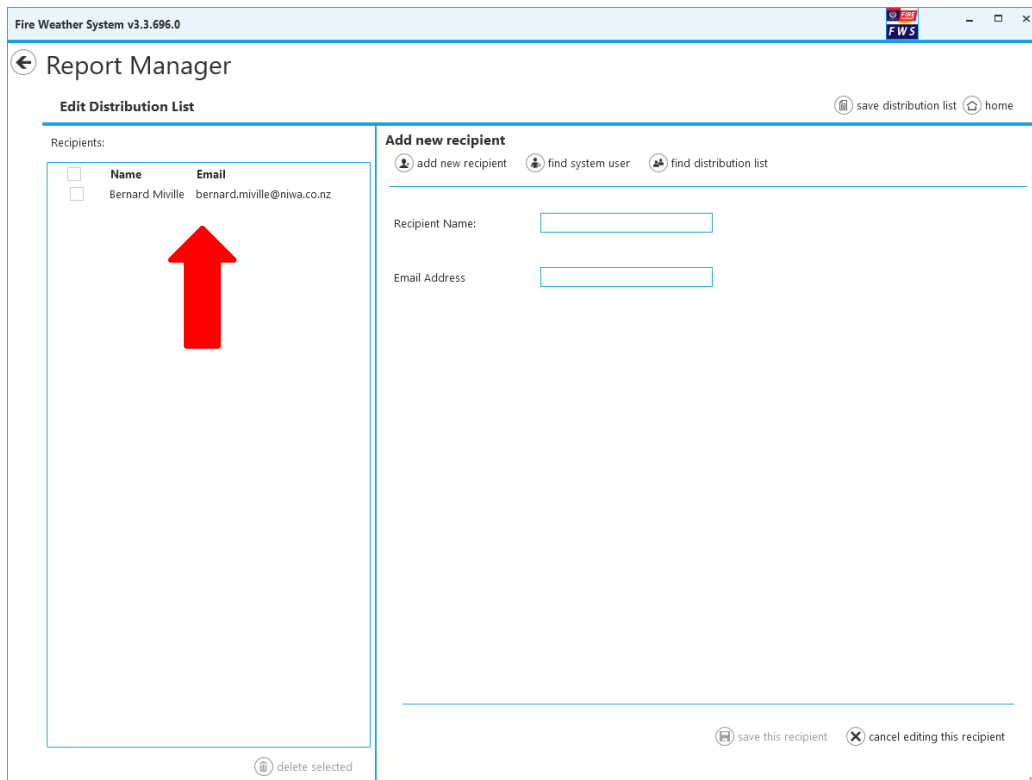 Fire Weather System v3.3.696.0
FIRE
FWS
Report Manager
Edit Distribution List
save distribution list
home
Recipients:
Name Email
Bernard Miville bernard.miville@niwa.co.nz
delete selected
Add new recipient
add new recipient
find system user
find distribution list
Recipient Name:
Email Address
save this recipient
cancel editing this recipient